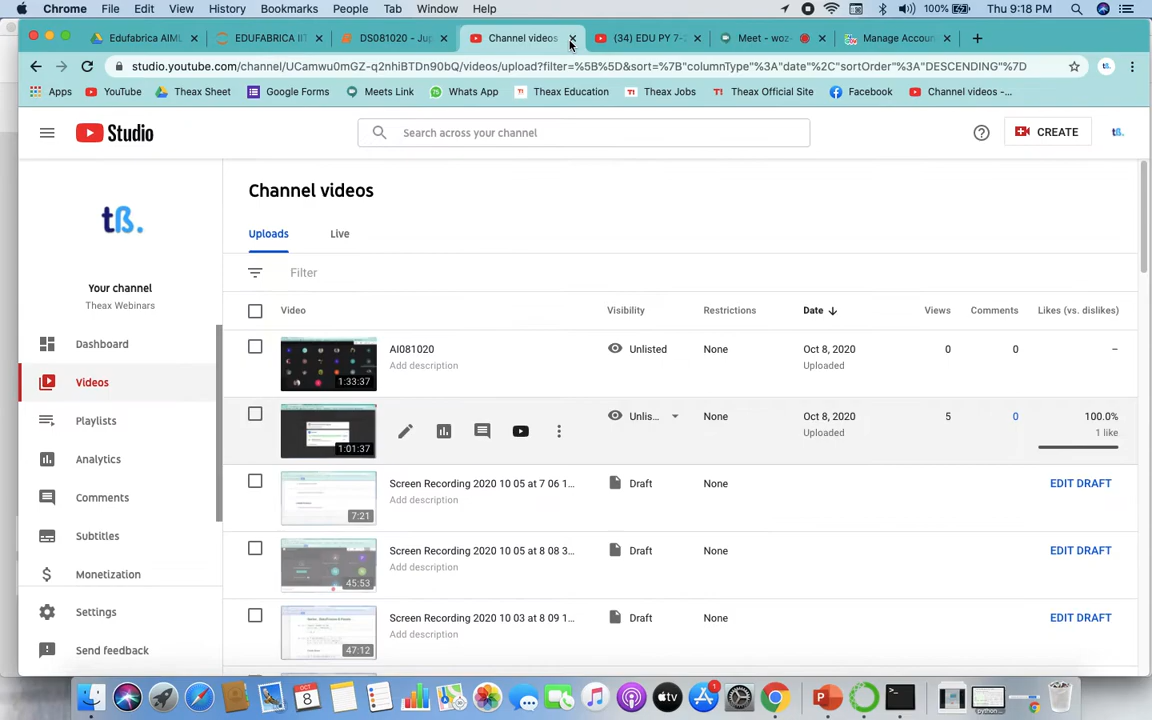 Chrome File Edit View History Bookmarks People Tab Window Help 100% Thu 9:18 PM
Edufabrica AIML EDUFABRICA IIT DS081020 - Jup Channel videos (34) EDU PY 7- Meet - woz- Manage Accoun
studio.youtube.com/channel/UCamwu0mGZ-q2nhiBTDn90bQ/videos/upload?filter=%5B%5D&sort=%7B"columnType"%3A"date"%2C"sortOrder"%3A"DESCENDING"%7D
Apps YouTube Theax Sheet Google Forms Meets Link Whats App Theax Education Theax Jobs Theax Official Site Facebook Channel videos -...
Studio Search across your channel CREATE tß.
tß.
Your channel
Theax Webinars
Dashboard
Videos
Playlists
Analytics
Comments
Subtitles
Monetization
Settings
Send feedback
Channel videos
Uploads Live
Filter
Video Visibility Restrictions Date Views Comments Likes (vs. dislikes)
AI081020 Unlisted None Oct 8, 2020 0 0 –
Add description Uploaded
1:33:37
Unlis... None Oct 8, 2020 5 0 100.0%
Uploaded 1 like
1:01:37
Screen Recording 2020 10 05 at 7 06 1... Draft None EDIT DRAFT
Add description
7:21
Screen Recording 2020 10 05 at 8 08 3... Draft None EDIT DRAFT
Add description
45:53
Screen Recording 2020 10 03 at 8 09 1... Draft None EDIT DRAFT
Add description
47:12
OCT
8